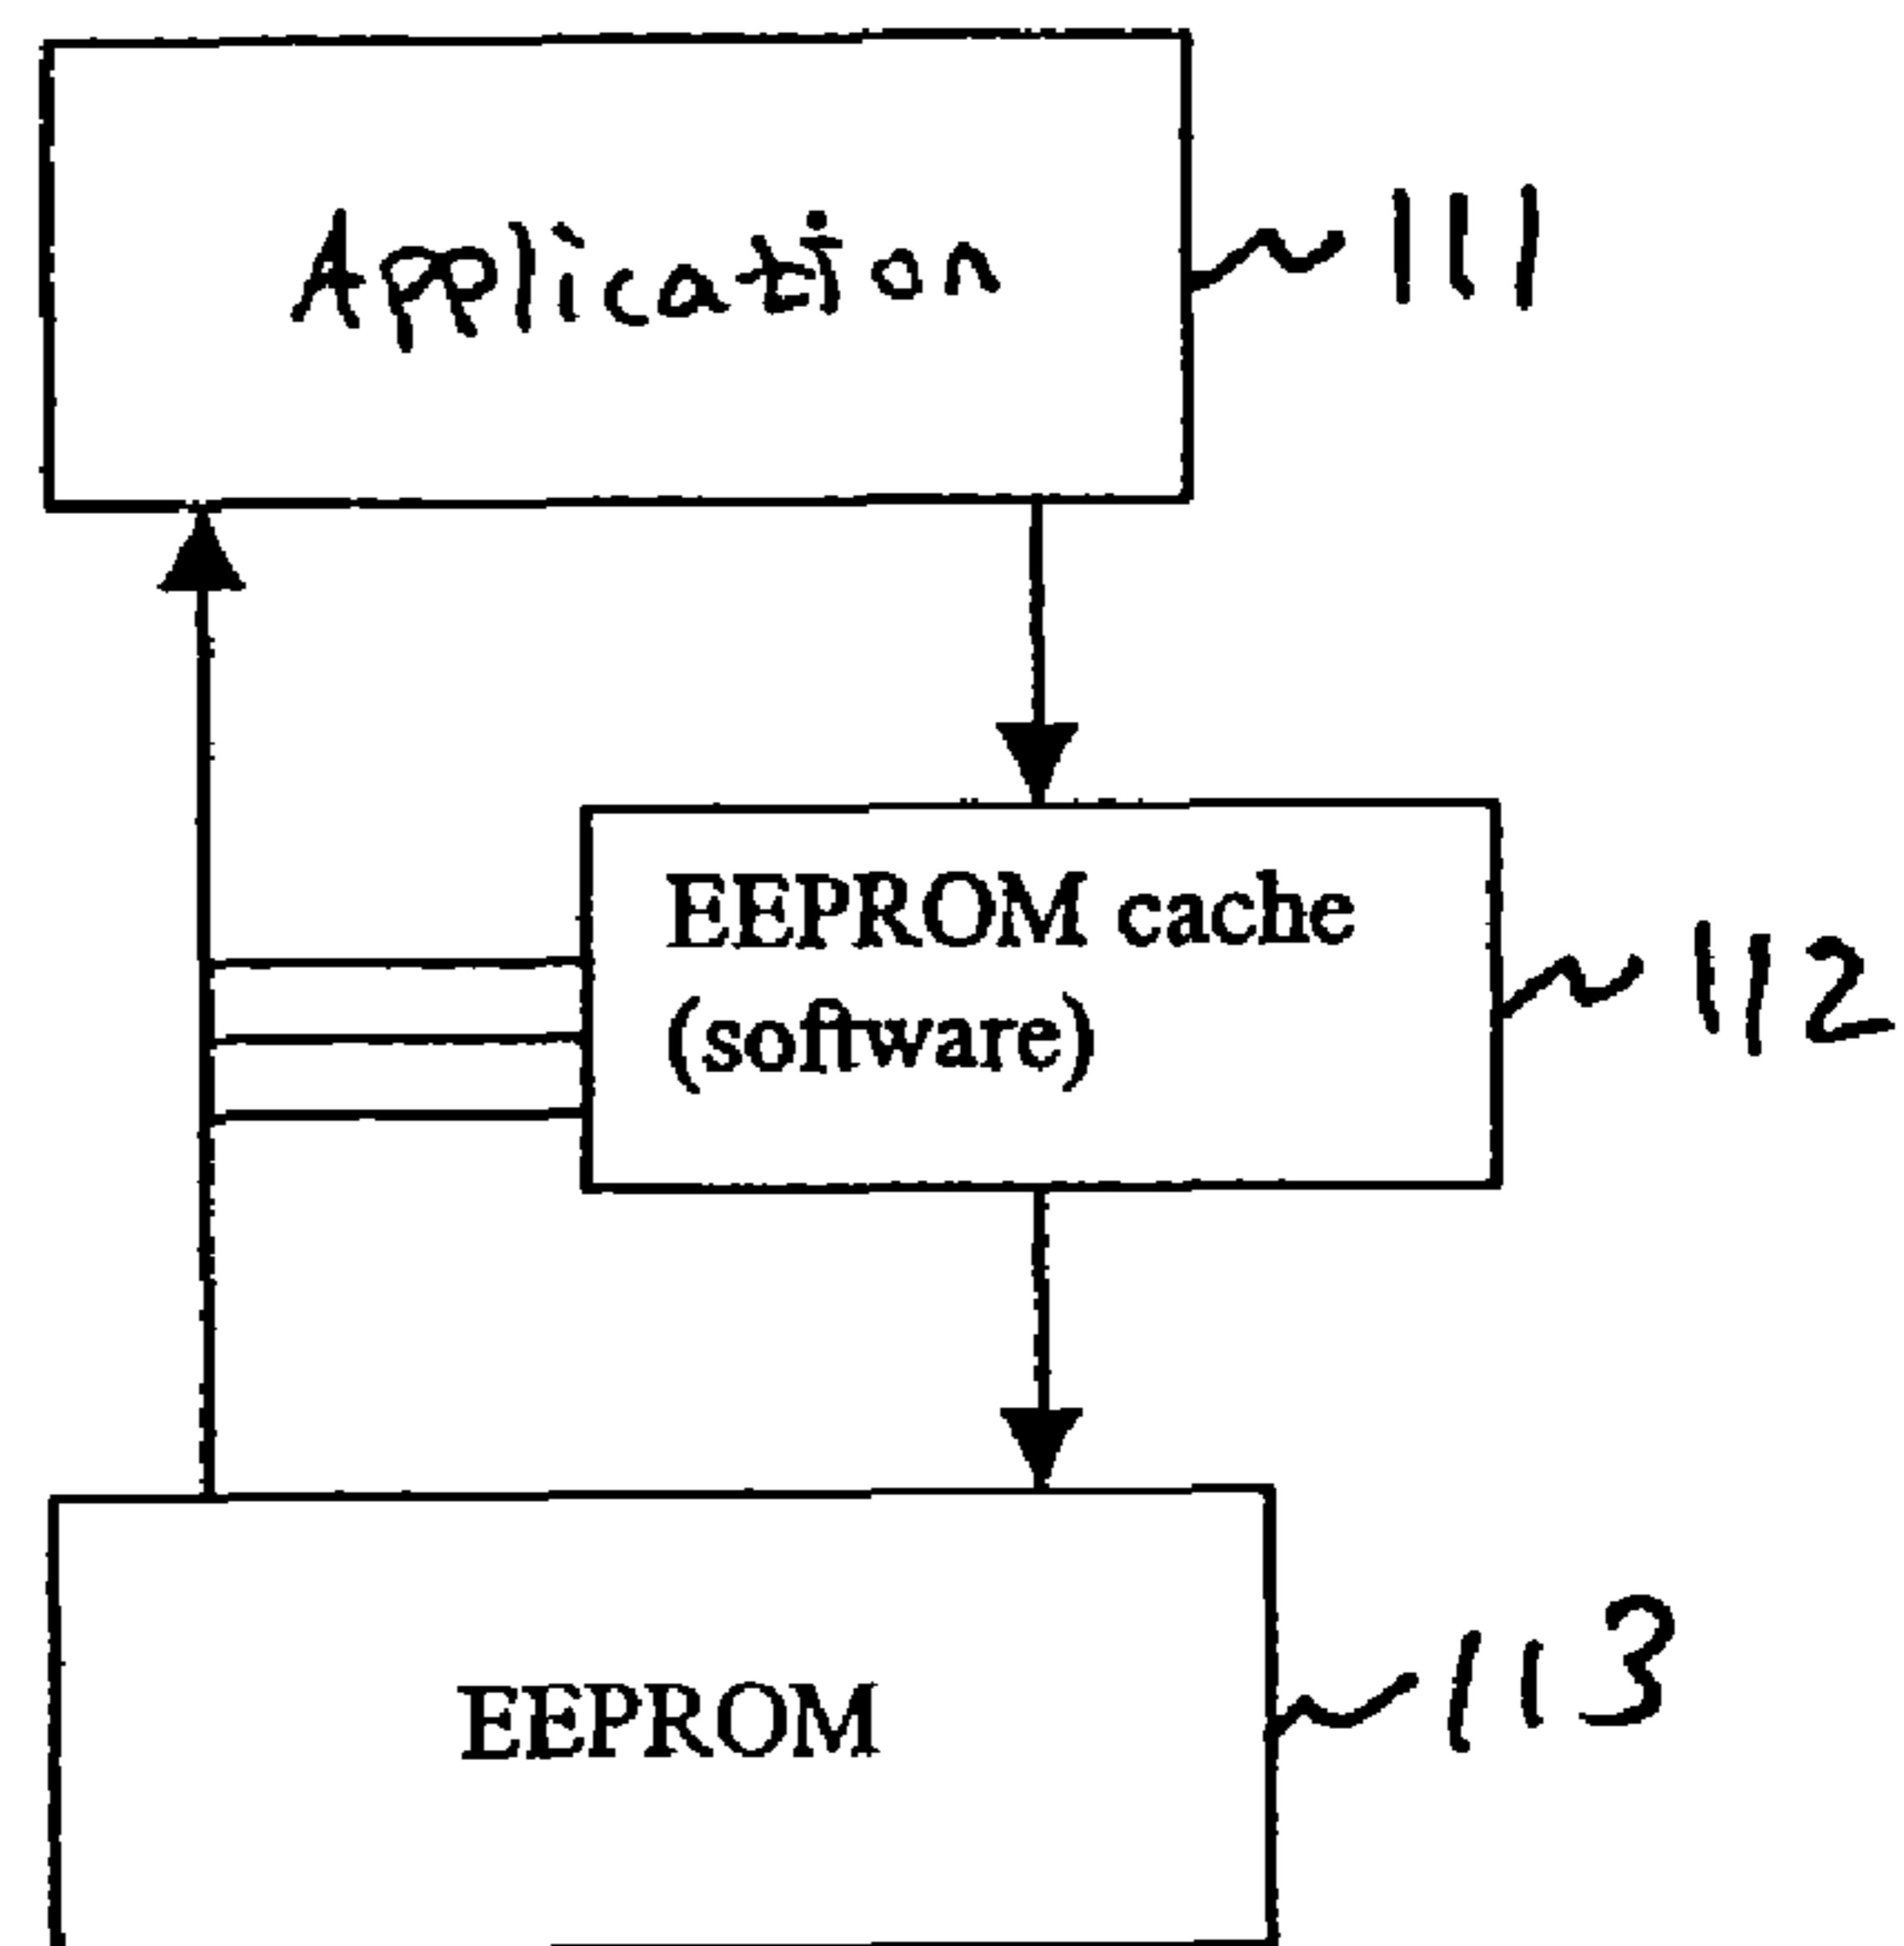 Application
111
EEPROM cache
(software)
112
EEPROM
113